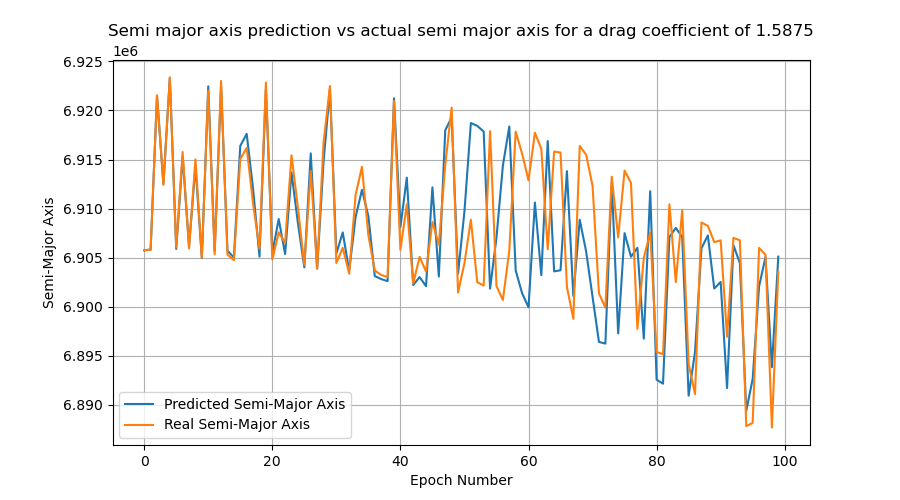 Semi major axis prediction vs actual semi major axis for a drag coefficient of 1.5875
1e6
6.925
6.920
6.915
6.910
6.905
6.900
6.895
6.890
Semi-Major Axis
Predicted Semi-Major Axis
Real Semi-Major Axis
0 20 40 60 80 100
Epoch Number